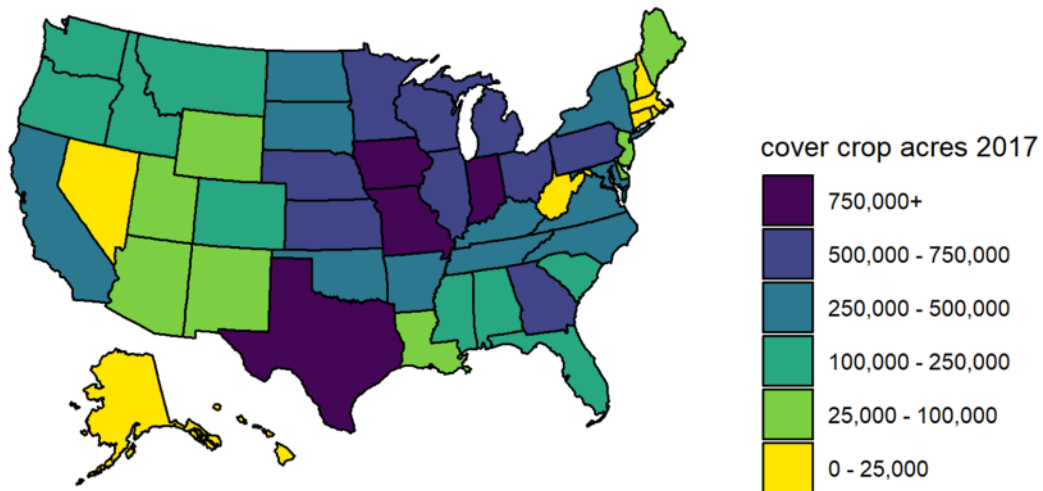 cover crop acres 2017
750,000+
500,000 - 750,000
250,000 - 500,000
100,000 - 250,000
25,000 - 100,000
0 - 25,000